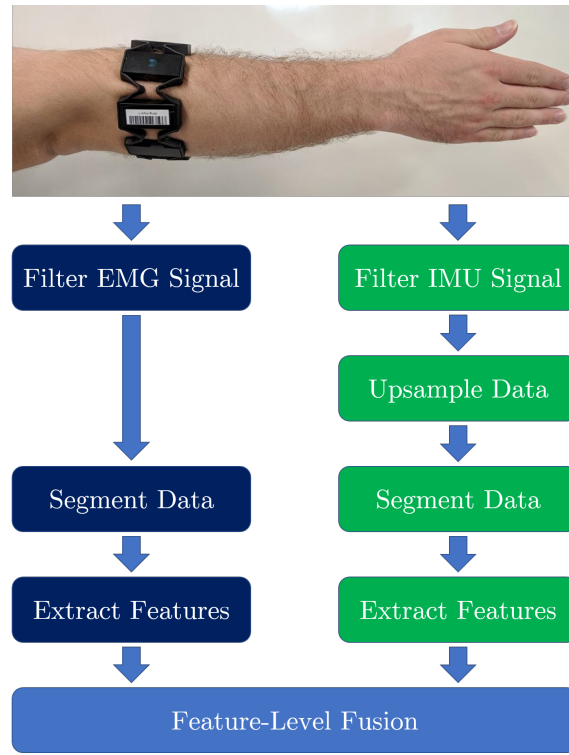 Filter EMG Signal
Filter IMU Signal
Upsample Data
Segment Data
Segment Data
Extract Features
Extract Features
Feature-Level Fusion